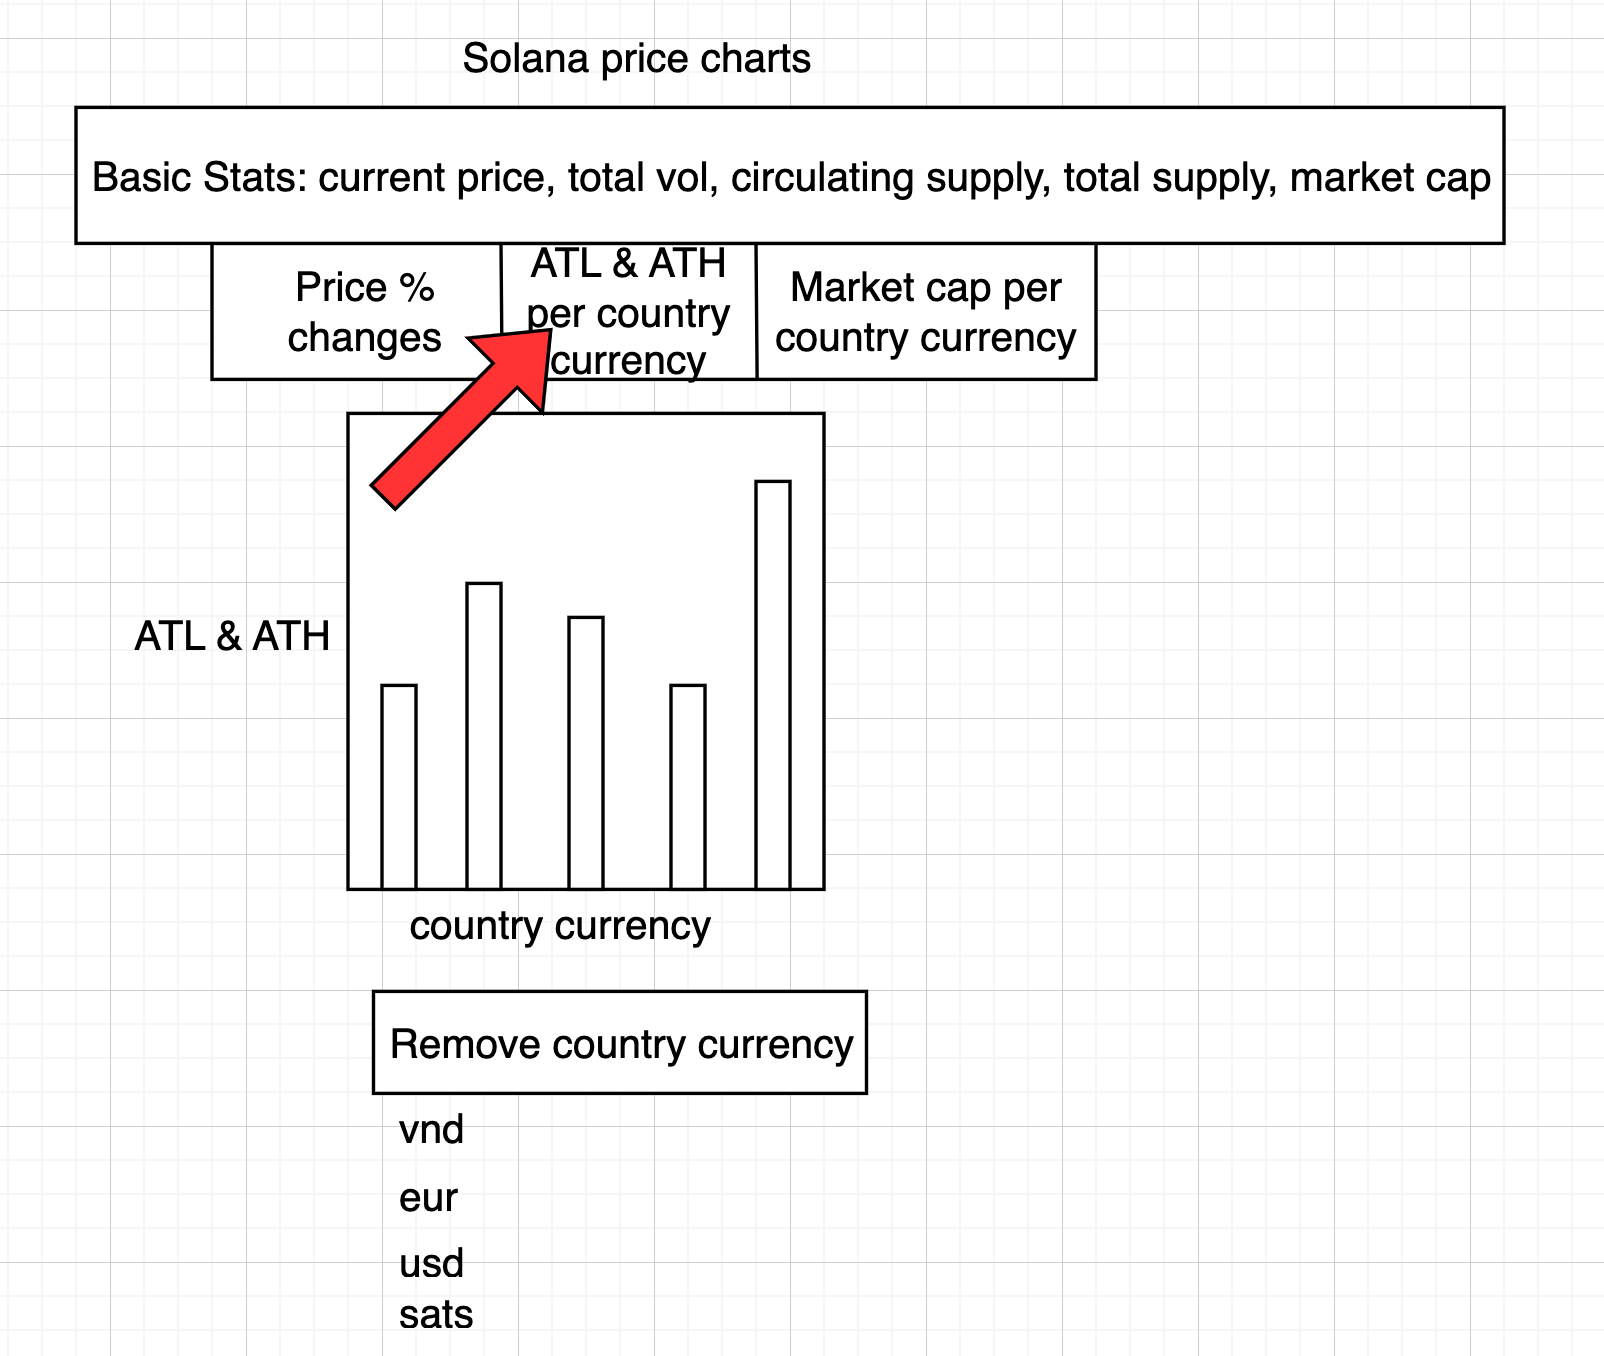 Solana price charts
Basic Stats: current price, total vol, circulating supply, total supply, market cap
Price %
changes
ATL & ATH
per country
currency
Market cap per
country currency
ATL & ATH
country currency
Remove country currency
vnd
eur
usd
sats